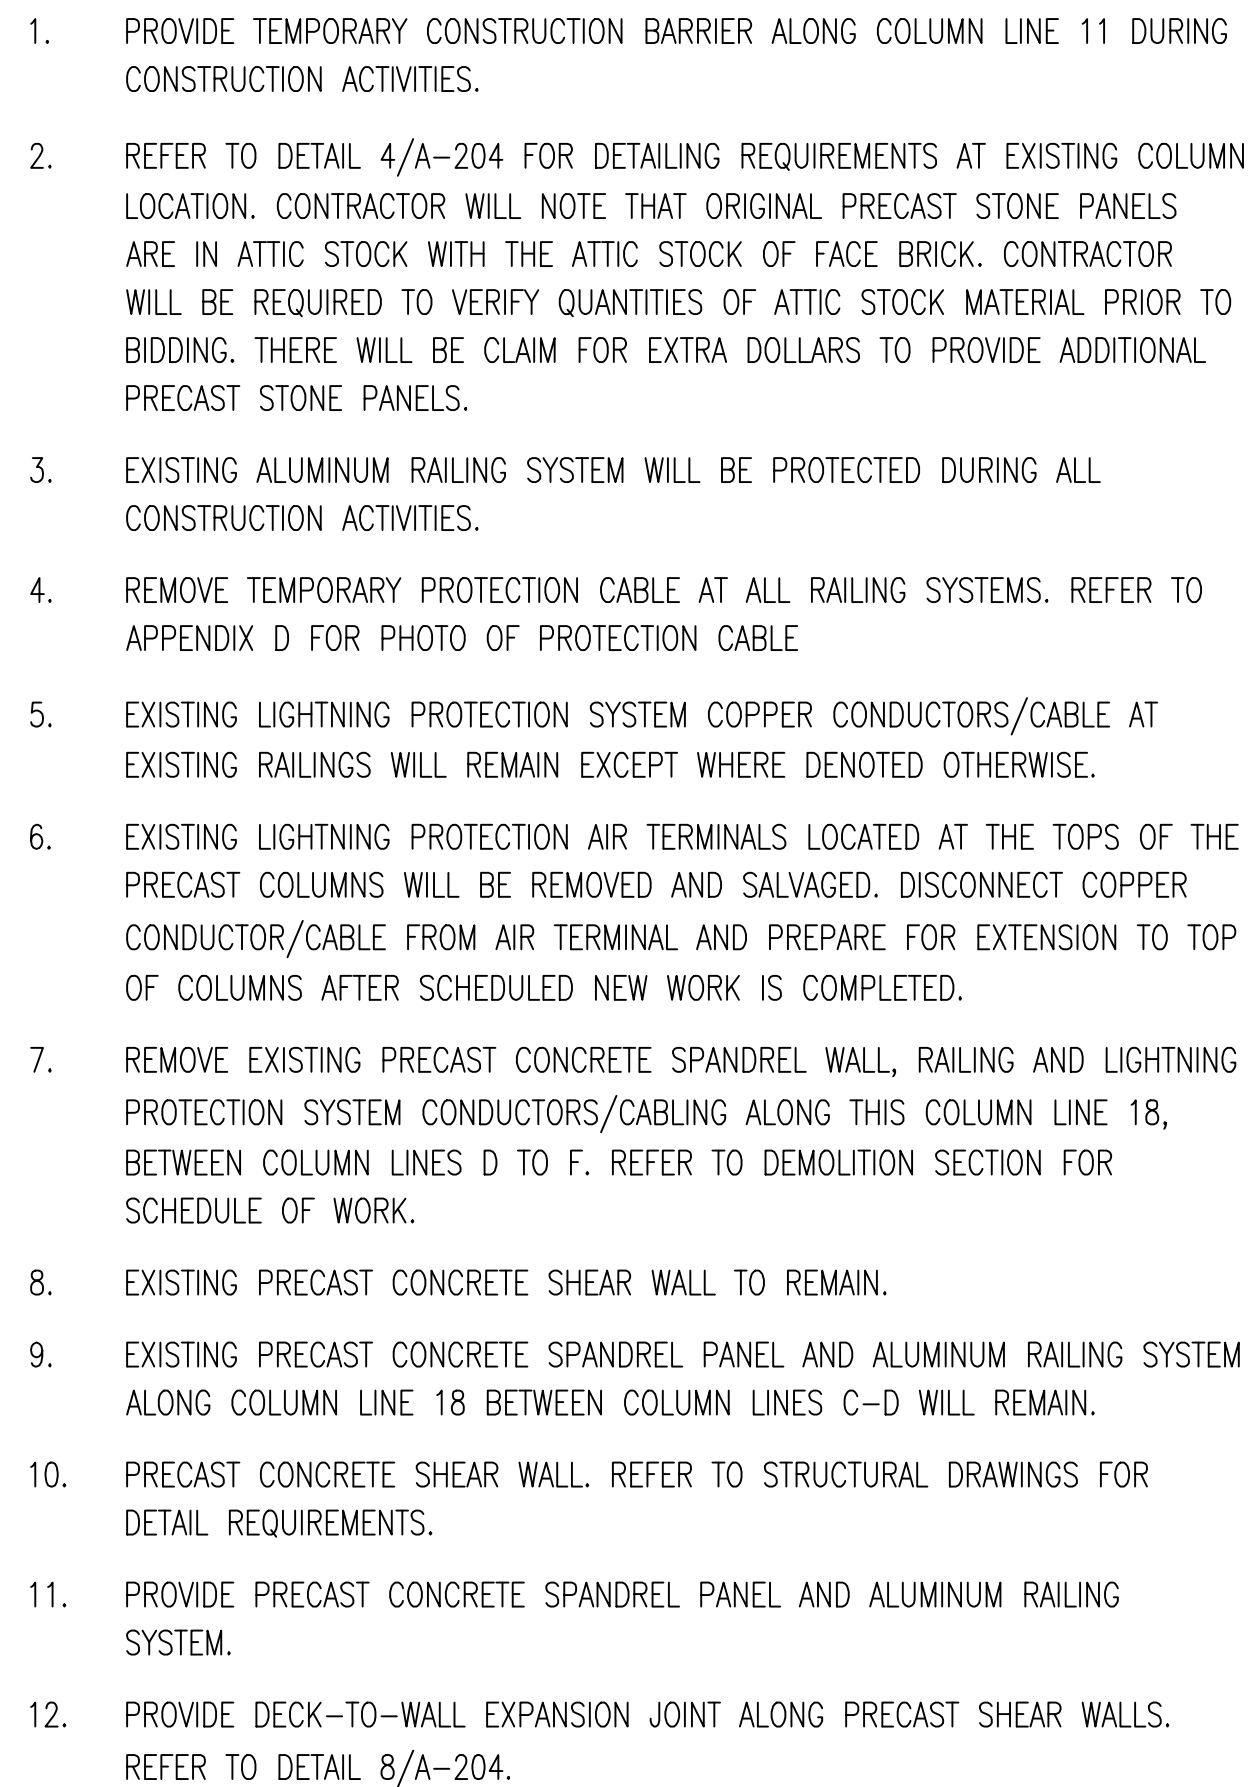 1. PROVIDE TEMPORARY CONSTRUCTION BARRIER ALONG COLUMN LINE 11 DURING
CONSTRUCTION ACTIVITIES.
2. REFER TO DETAIL 4/A-204 FOR DETAILING REQUIREMENTS AT EXISTING COLUMN
LOCATION. CONTRACTOR WILL NOTE THAT ORIGINAL PRECAST STONE PANELS
ARE IN ATTIC STOCK WITH THE ATTIC STOCK OF FACE BRICK. CONTRACTOR
WILL BE REQUIRED TO VERIFY QUANTITIES OF ATTIC STOCK MATERIAL PRIOR TO
BIDDING. THERE WILL BE CLAIM FOR EXTRA DOLLARS TO PROVIDE ADDITIONAL
PRECAST STONE PANELS.
3. EXISTING ALUMINUM RAILING SYSTEM WILL BE PROTECTED DURING ALL
CONSTRUCTION ACTIVITIES.
4. REMOVE TEMPORARY PROTECTION CABLE AT ALL RAILING SYSTEMS. REFER TO
APPENDIX D FOR PHOTO OF PROTECTION CABLE
5. EXISTING LIGHTNING PROTECTION SYSTEM COPPER CONDUCTORS/CABLE AT
EXISTING RAILINGS WILL REMAIN EXCEPT WHERE DENOTED OTHERWISE.
6. EXISTING LIGHTNING PROTECTION AIR TERMINALS LOCATED AT THE TOPS OF THE
PRECAST COLUMNS WILL BE REMOVED AND SALVAGED. DISCONNECT COPPER
CONDUCTOR/CABLE FROM AIR TERMINAL AND PREPARE FOR EXTENSION TO TOP
OF COLUMNS AFTER SCHEDULED NEW WORK IS COMPLETED.
7. REMOVE EXISTING PRECAST CONCRETE SPANDREL WALL, RAILING AND LIGHTNING
PROTECTION SYSTEM CONDUCTORS/CABLING ALONG THIS COLUMN LINE 18,
BETWEEN COLUMN LINES D TO F. REFER TO DEMOLITION SECTION FOR
SCHEDULE OF WORK.
8. EXISTING PRECAST CONCRETE SHEAR WALL TO REMAIN.
9. EXISTING PRECAST CONCRETE SPANDREL PANEL AND ALUMINUM RAILING SYSTEM
ALONG COLUMN LINE 18 BETWEEN COLUMN LINES C-D WILL REMAIN.
10. PRECAST CONCRETE SHEAR WALL. REFER TO STRUCTURAL DRAWINGS FOR
DETAIL REQUIREMENTS.
11. PROVIDE PRECAST CONCRETE SPANDREL PANEL AND ALUMINUM RAILING
SYSTEM.
12. PROVIDE DECK-TO-WALL EXPANSION JOINT ALONG PRECAST SHEAR WALLS.
REFER TO DETAIL 8/A-204.